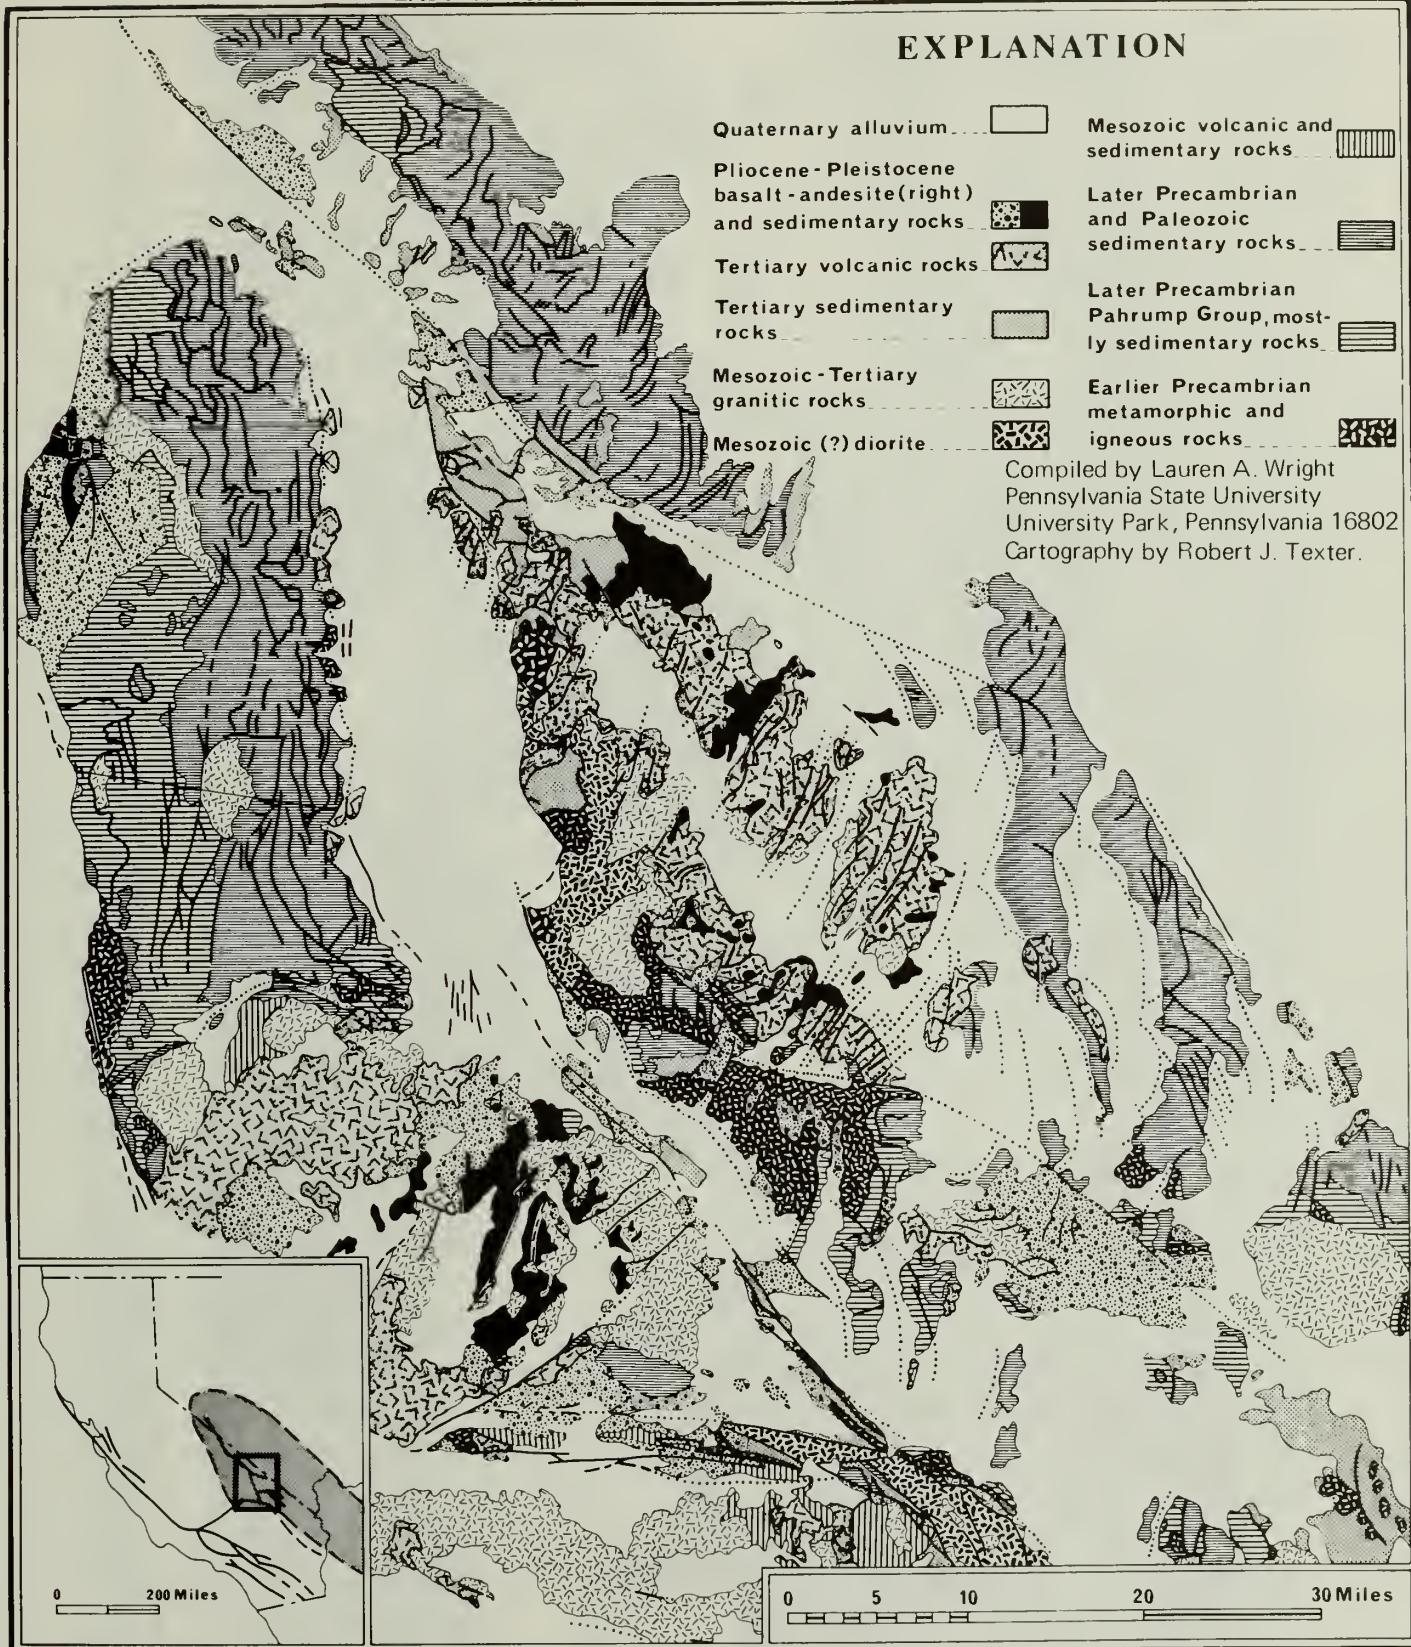 EXPLANATION
Quaternary alluvium
Pliocene-Pleistocene
basalt-andesite(right)
and sedimentary rocks
Tertiary volcanic rocks
Tertiary sedimentary
rocks
Mesozoic-Tertiary
granitic rocks
Mesozoic (?) diorite
Mesozoic volcanic and
sedimentary rocks
Later Precambrian
and Paleozoic
sedimentary rocks
Later Precambrian
Pahrump Group, most-
ly sedimentary rocks
Earlier Precambrian
metamorphic and
igneous rocks
Compiled by Lauren A. Wright
Pennsylvania State University
University Park, Pennsylvania 16802
Cartography by Robert J. Texter.
0 200 Miles
0 5 10 20 30 Miles